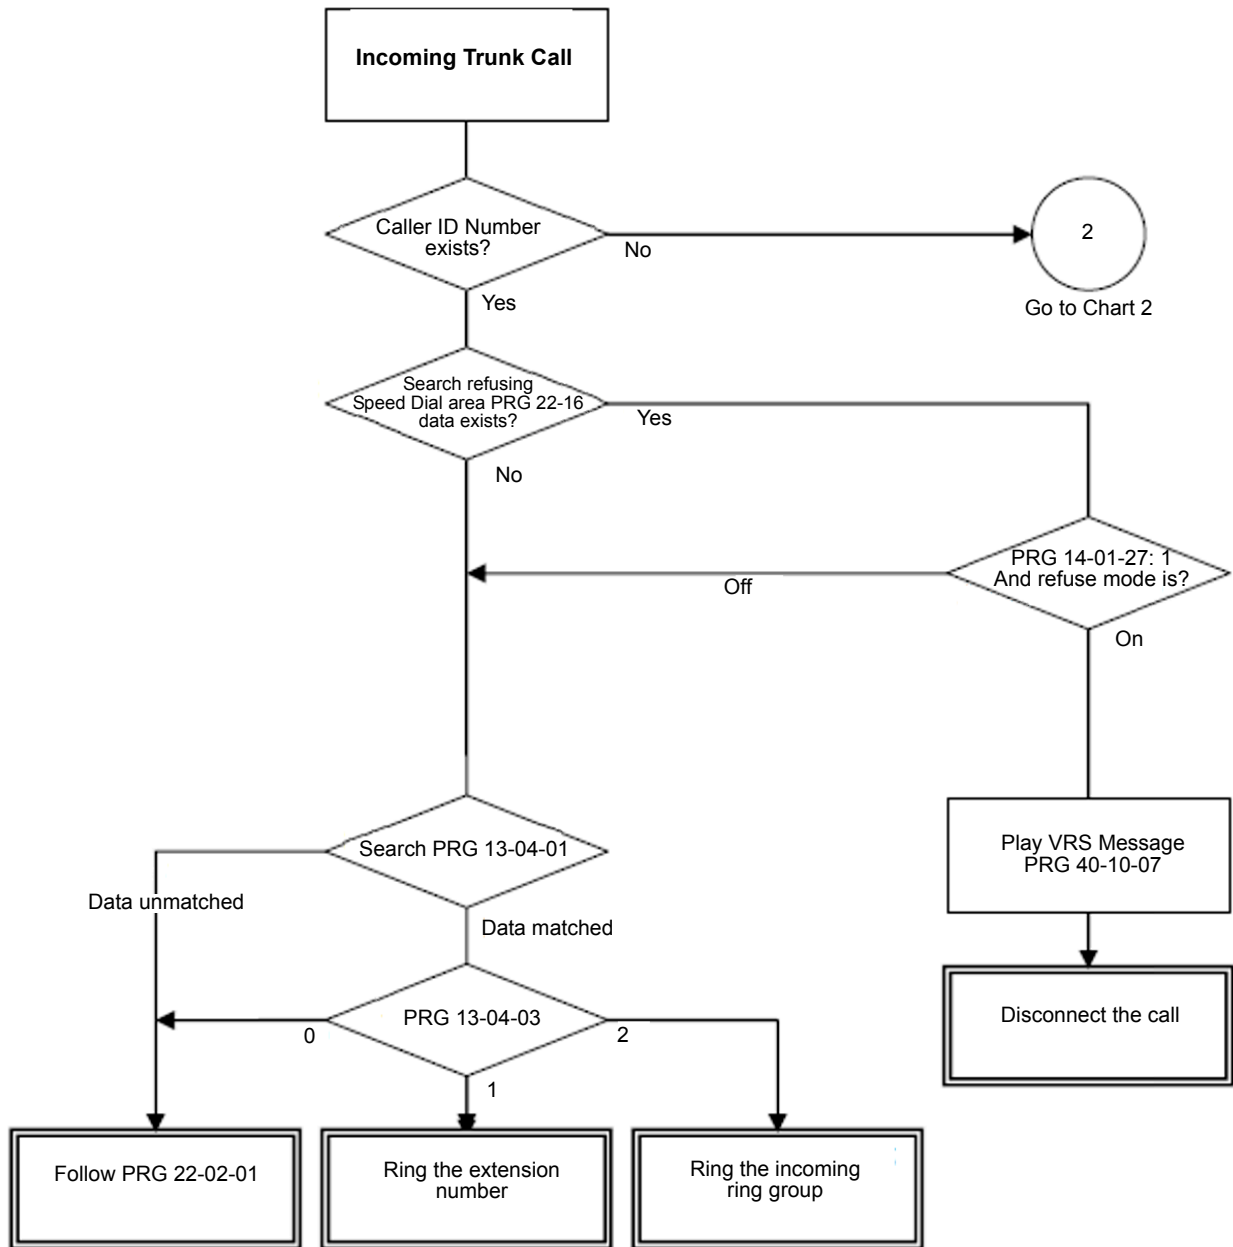 Incoming Trunk Call
Caller ID Number
exists?
No
2
Go to Chart 2
Yes
Search refusing
Speed Dial area PRG 22-16
data exists?
Yes
No
PRG 14-01-27: 1
And refuse mode is?
Off
On
Search PRG 13-04-01
Play VRS Message
PRG 40-10-07
Data unmatched
Data matched
PRG 13-04-03
0
2
1
Disconnect the call
Follow PRG 22-02-01
Ring the extension
number
Ring the incoming
ring group